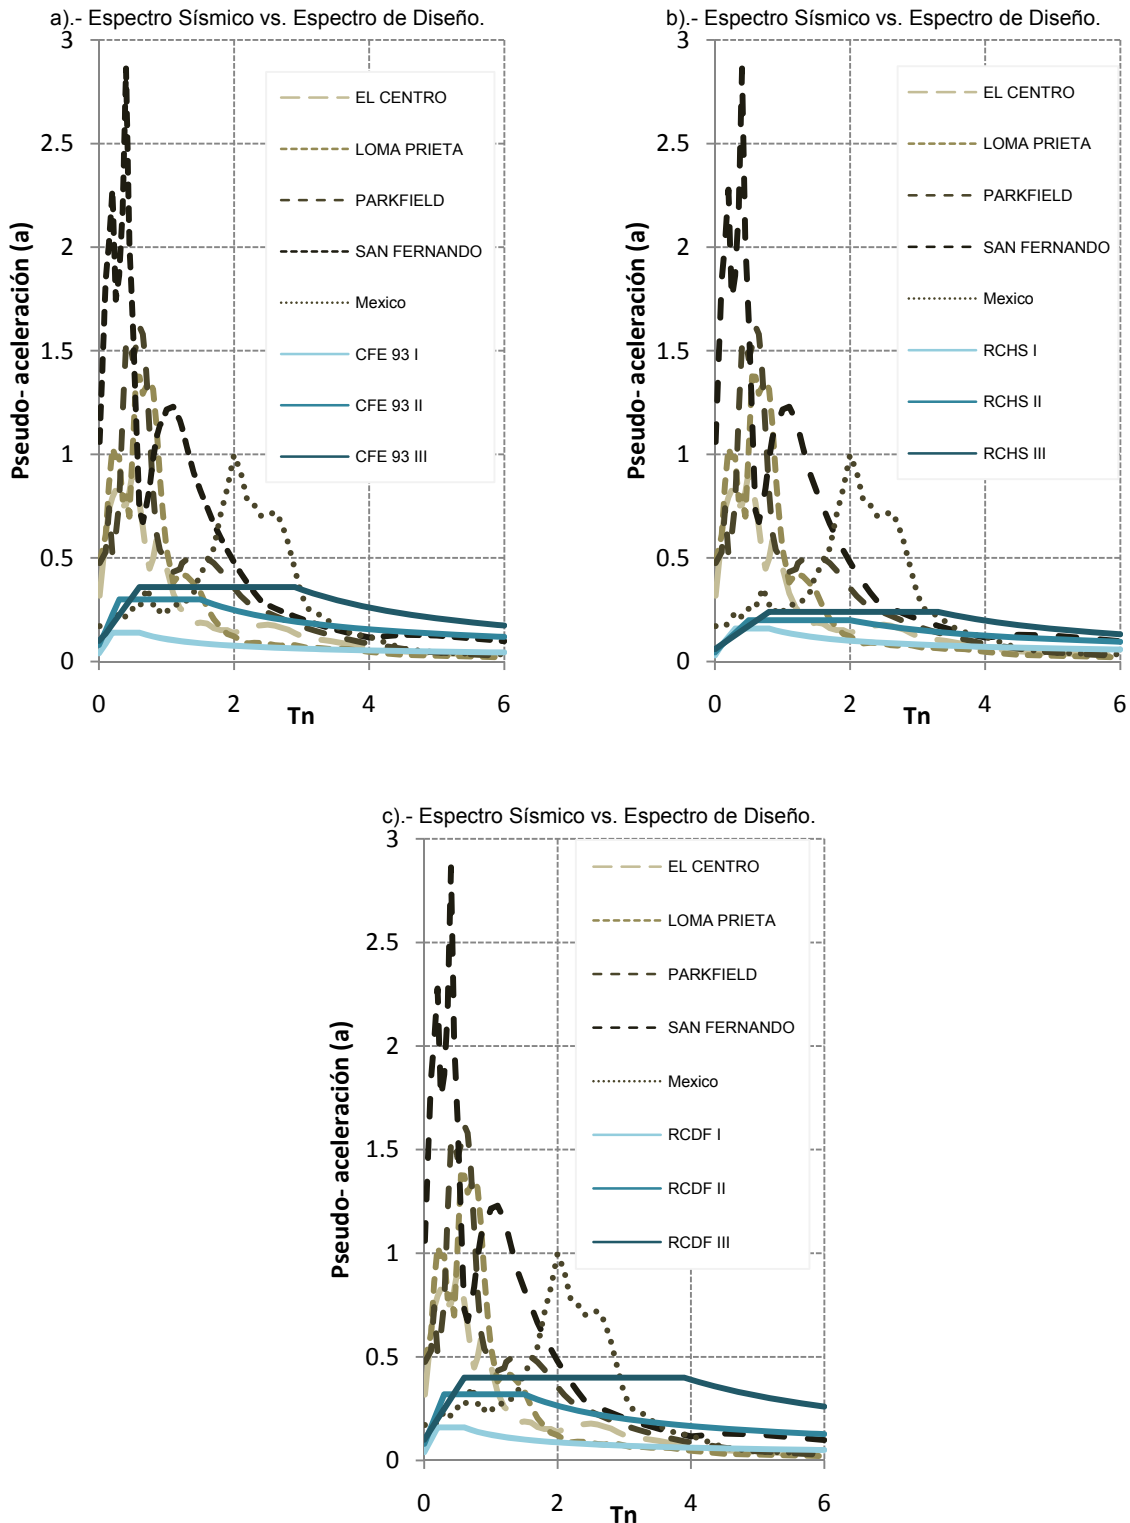 a).- Espectro Sísmico vs. Espectro de Diseño.
3
2.5
2
1.5
1
0.5
0
0
2
4
6
Pseudo- aceleración (a)
Tn
EL CENTRO
LOMA PRIETA
PARKFIELD
SAN FERNANDO
Mexico
CFE 93 I
CFE 93 II
CFE 93 III
b).- Espectro Sísmico vs. Espectro de Diseño.
3
2.5
2
1.5
1
0.5
0
0
2
4
6
Pseudo- aceleración (a)
Tn
EL CENTRO
LOMA PRIETA
PARKFIELD
SAN FERNANDO
Mexico
RCHS I
RCHS II
RCHS III
c).- Espectro Sísmico vs. Espectro de Diseño.
3
2.5
2
1.5
1
0.5
0
0
2
4
6
Pseudo- aceleración (a)
Tn
EL CENTRO
LOMA PRIETA
PARKFIELD
SAN FERNANDO
Mexico
RCDF I
RCDF II
RCDF III